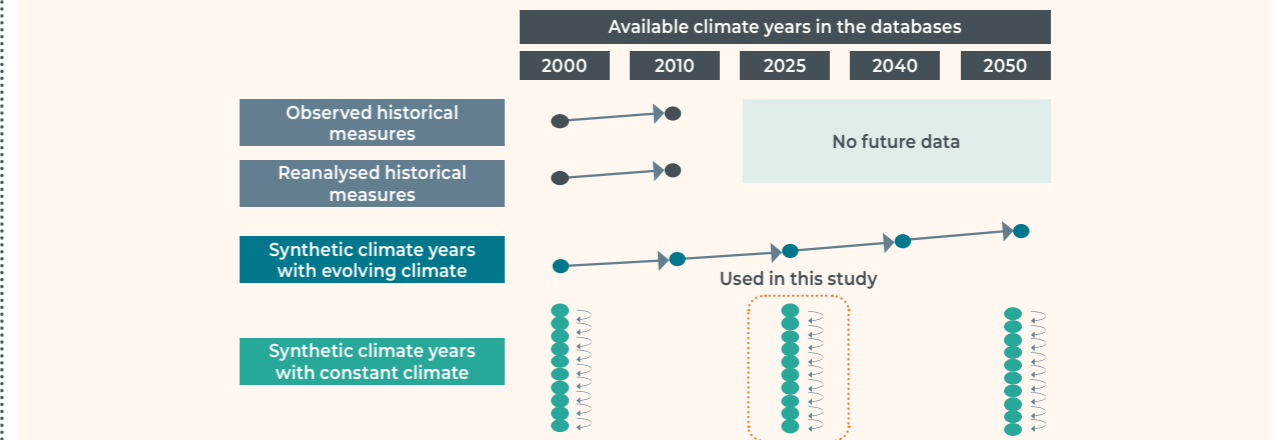 Available climate years in the databases
2000 2010 2025 2040 2050
Observed historical
measures
No future data
Reanalysed historical
measures
Synthetic climate years
with evolving climate
Used in this study
Synthetic climate years
with constant climate